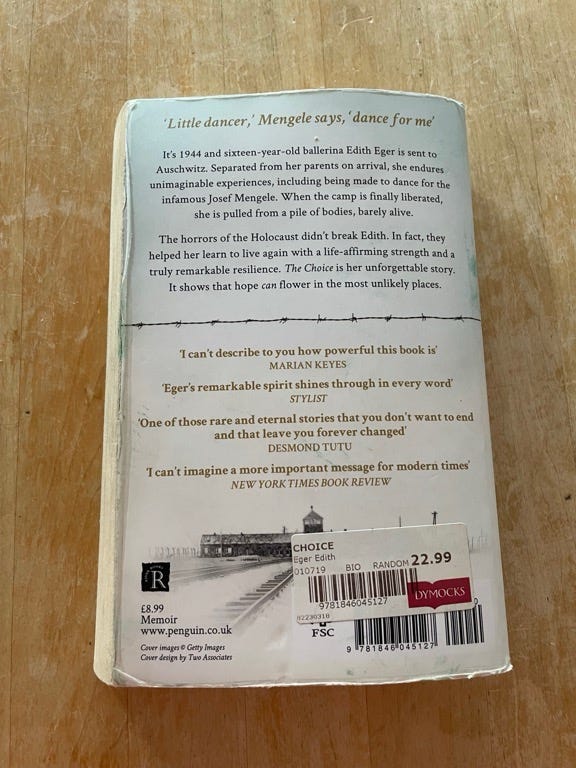 'Little dancer,' Mengele says, 'dance for me'
It's 1944 and sixteen-year-old ballerina Edith Eger is sent to
Auschwitz. Separated from her parents on arrival, she endures
unimaginable experiences, including being made to dance for the
infamous Josef Mengele. When the camp is finally liberated,
she is pulled from a pile of bodies, barely alive.
The horrors of the Holocaust didn't break Edith. In fact, they
helped her learn to live again with a life-affirming strength and a
truly remarkable resilience. The Choice is her unforgettable story.
It shows that hope can flower in the most unlikely places.
'I can't describe to you how powerful this book is'
MARIAN KEYES
'Eger's remarkable spirit shines through in every word'
STYLIST
'One of those rare and eternal stories that you don't want to end
and that leave you forever changed'
DESMOND TUTU
'I can't imagine a more important message for modern times'
NEW YORK TIMES BOOK REVIEW
CHOICE
Eger Edith
010719 BIO RANDOM 22.99
9781846045127
DYMOCKS
82230318
R
£8.99
Memoir
www.penguin.co.uk
Cover images © Getty Images
Cover design by Two Associates
FSC
9 781846 045127